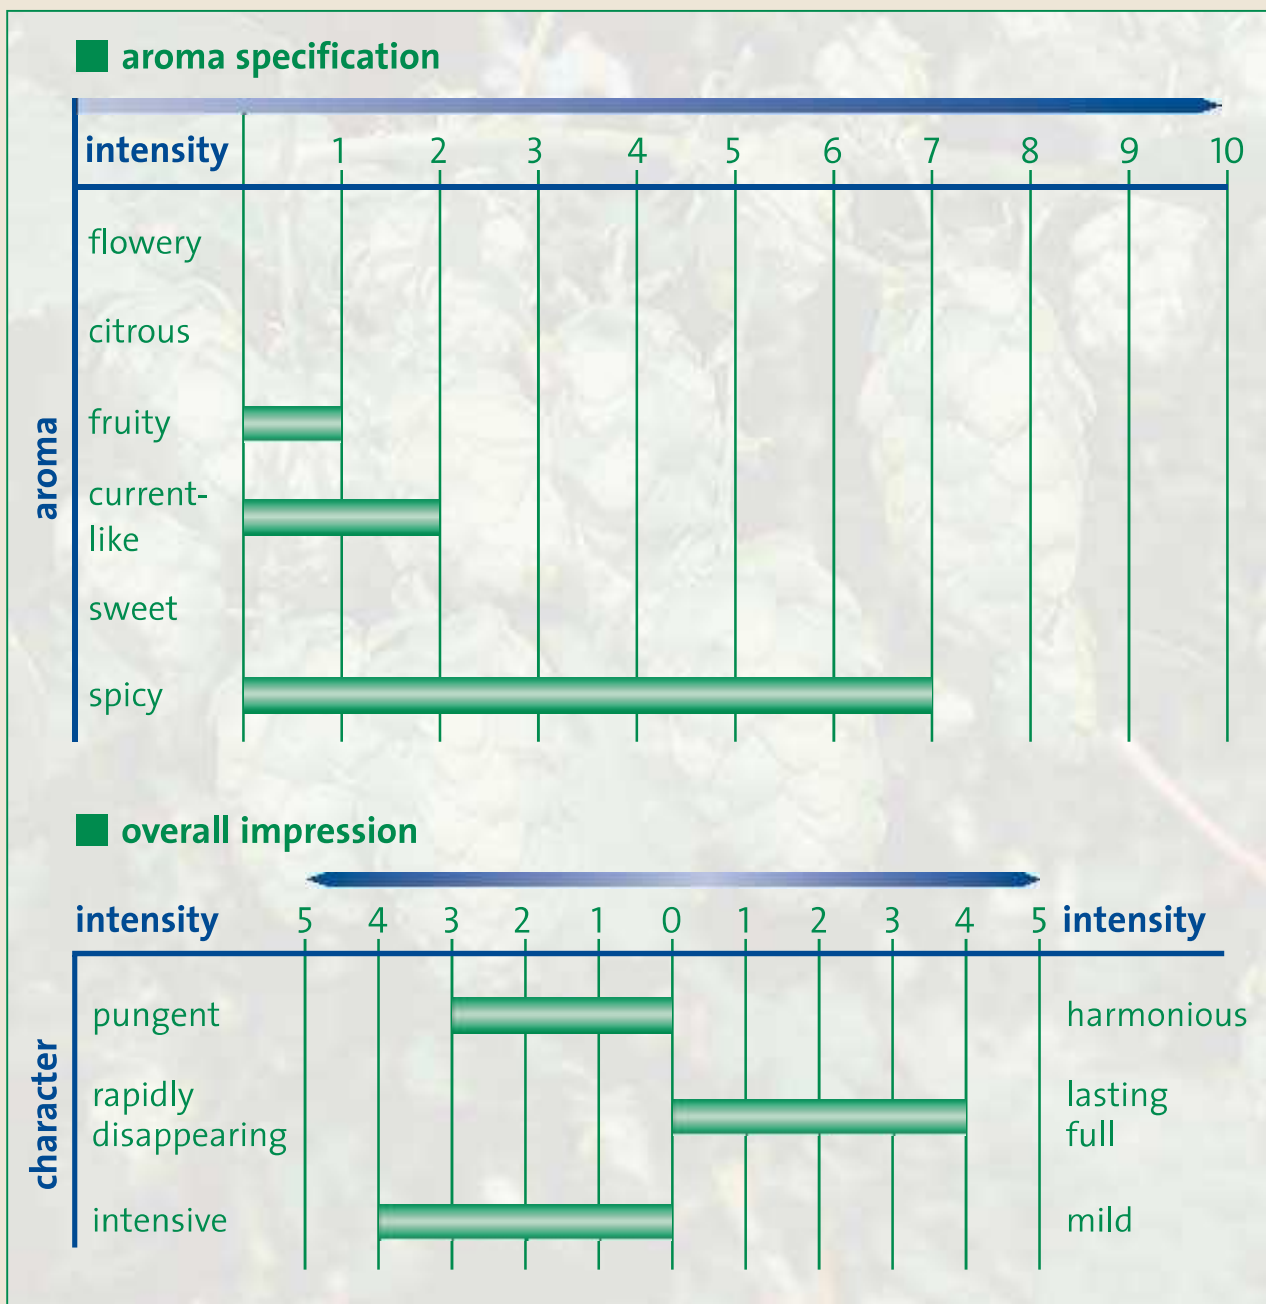 aroma specification
intensity 1 2 3 4 5 6 7 8 9 10
aroma
flowery
citrous
fruity
current-
like
sweet
spicy
overall impression
intensity 5 4 3 2 1 0 1 2 3 4 5 intensity
character
pungent harmonious
rapidly lasting
disappearing full
intensive mild